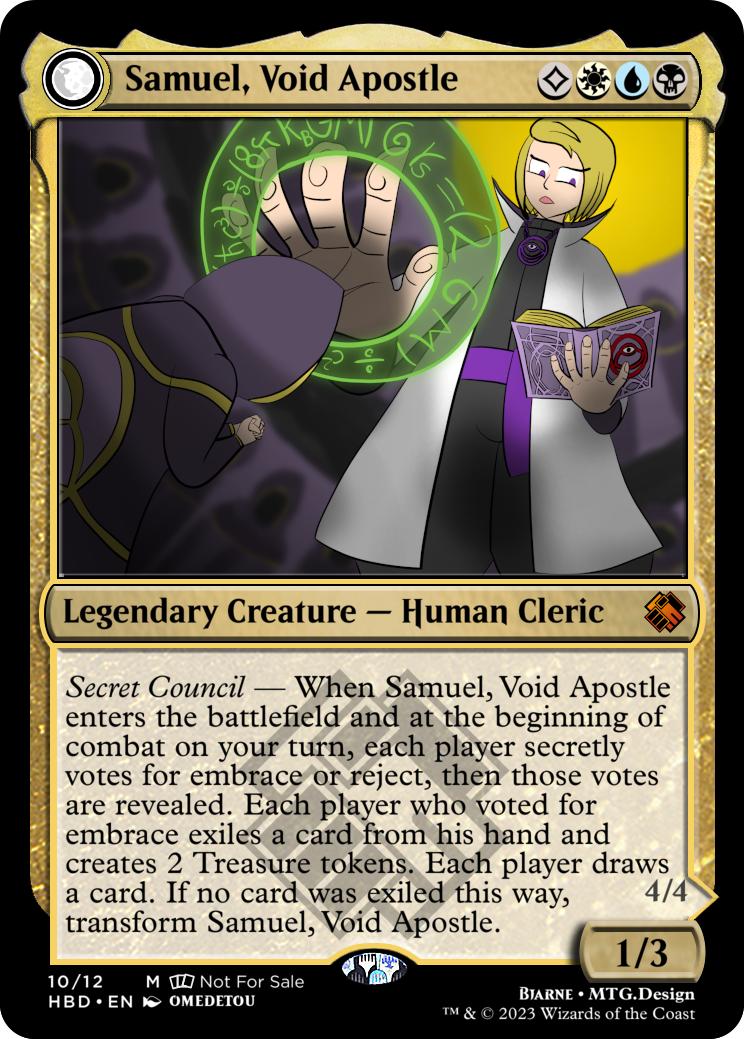 Samuel, Void Apostle
Legendary Creature — Human Cleric
Secret Council — When Samuel, Void Apostle
enters the battlefield and at the beginning of
combat on your turn, each player secretly
votes for embrace or reject, then those votes
are revealed. Each player who voted for
embrace exiles a card from his hand and
creates 2 Treasure tokens. Each player draws
a card. If no card was exiled this way,
transform Samuel, Void Apostle.
4/4
1/3
10/12 M Not For Sale
HBD • EN OMEDETOU
BJARNE • MTG.Design
™ & © 2023 Wizards of the Coast